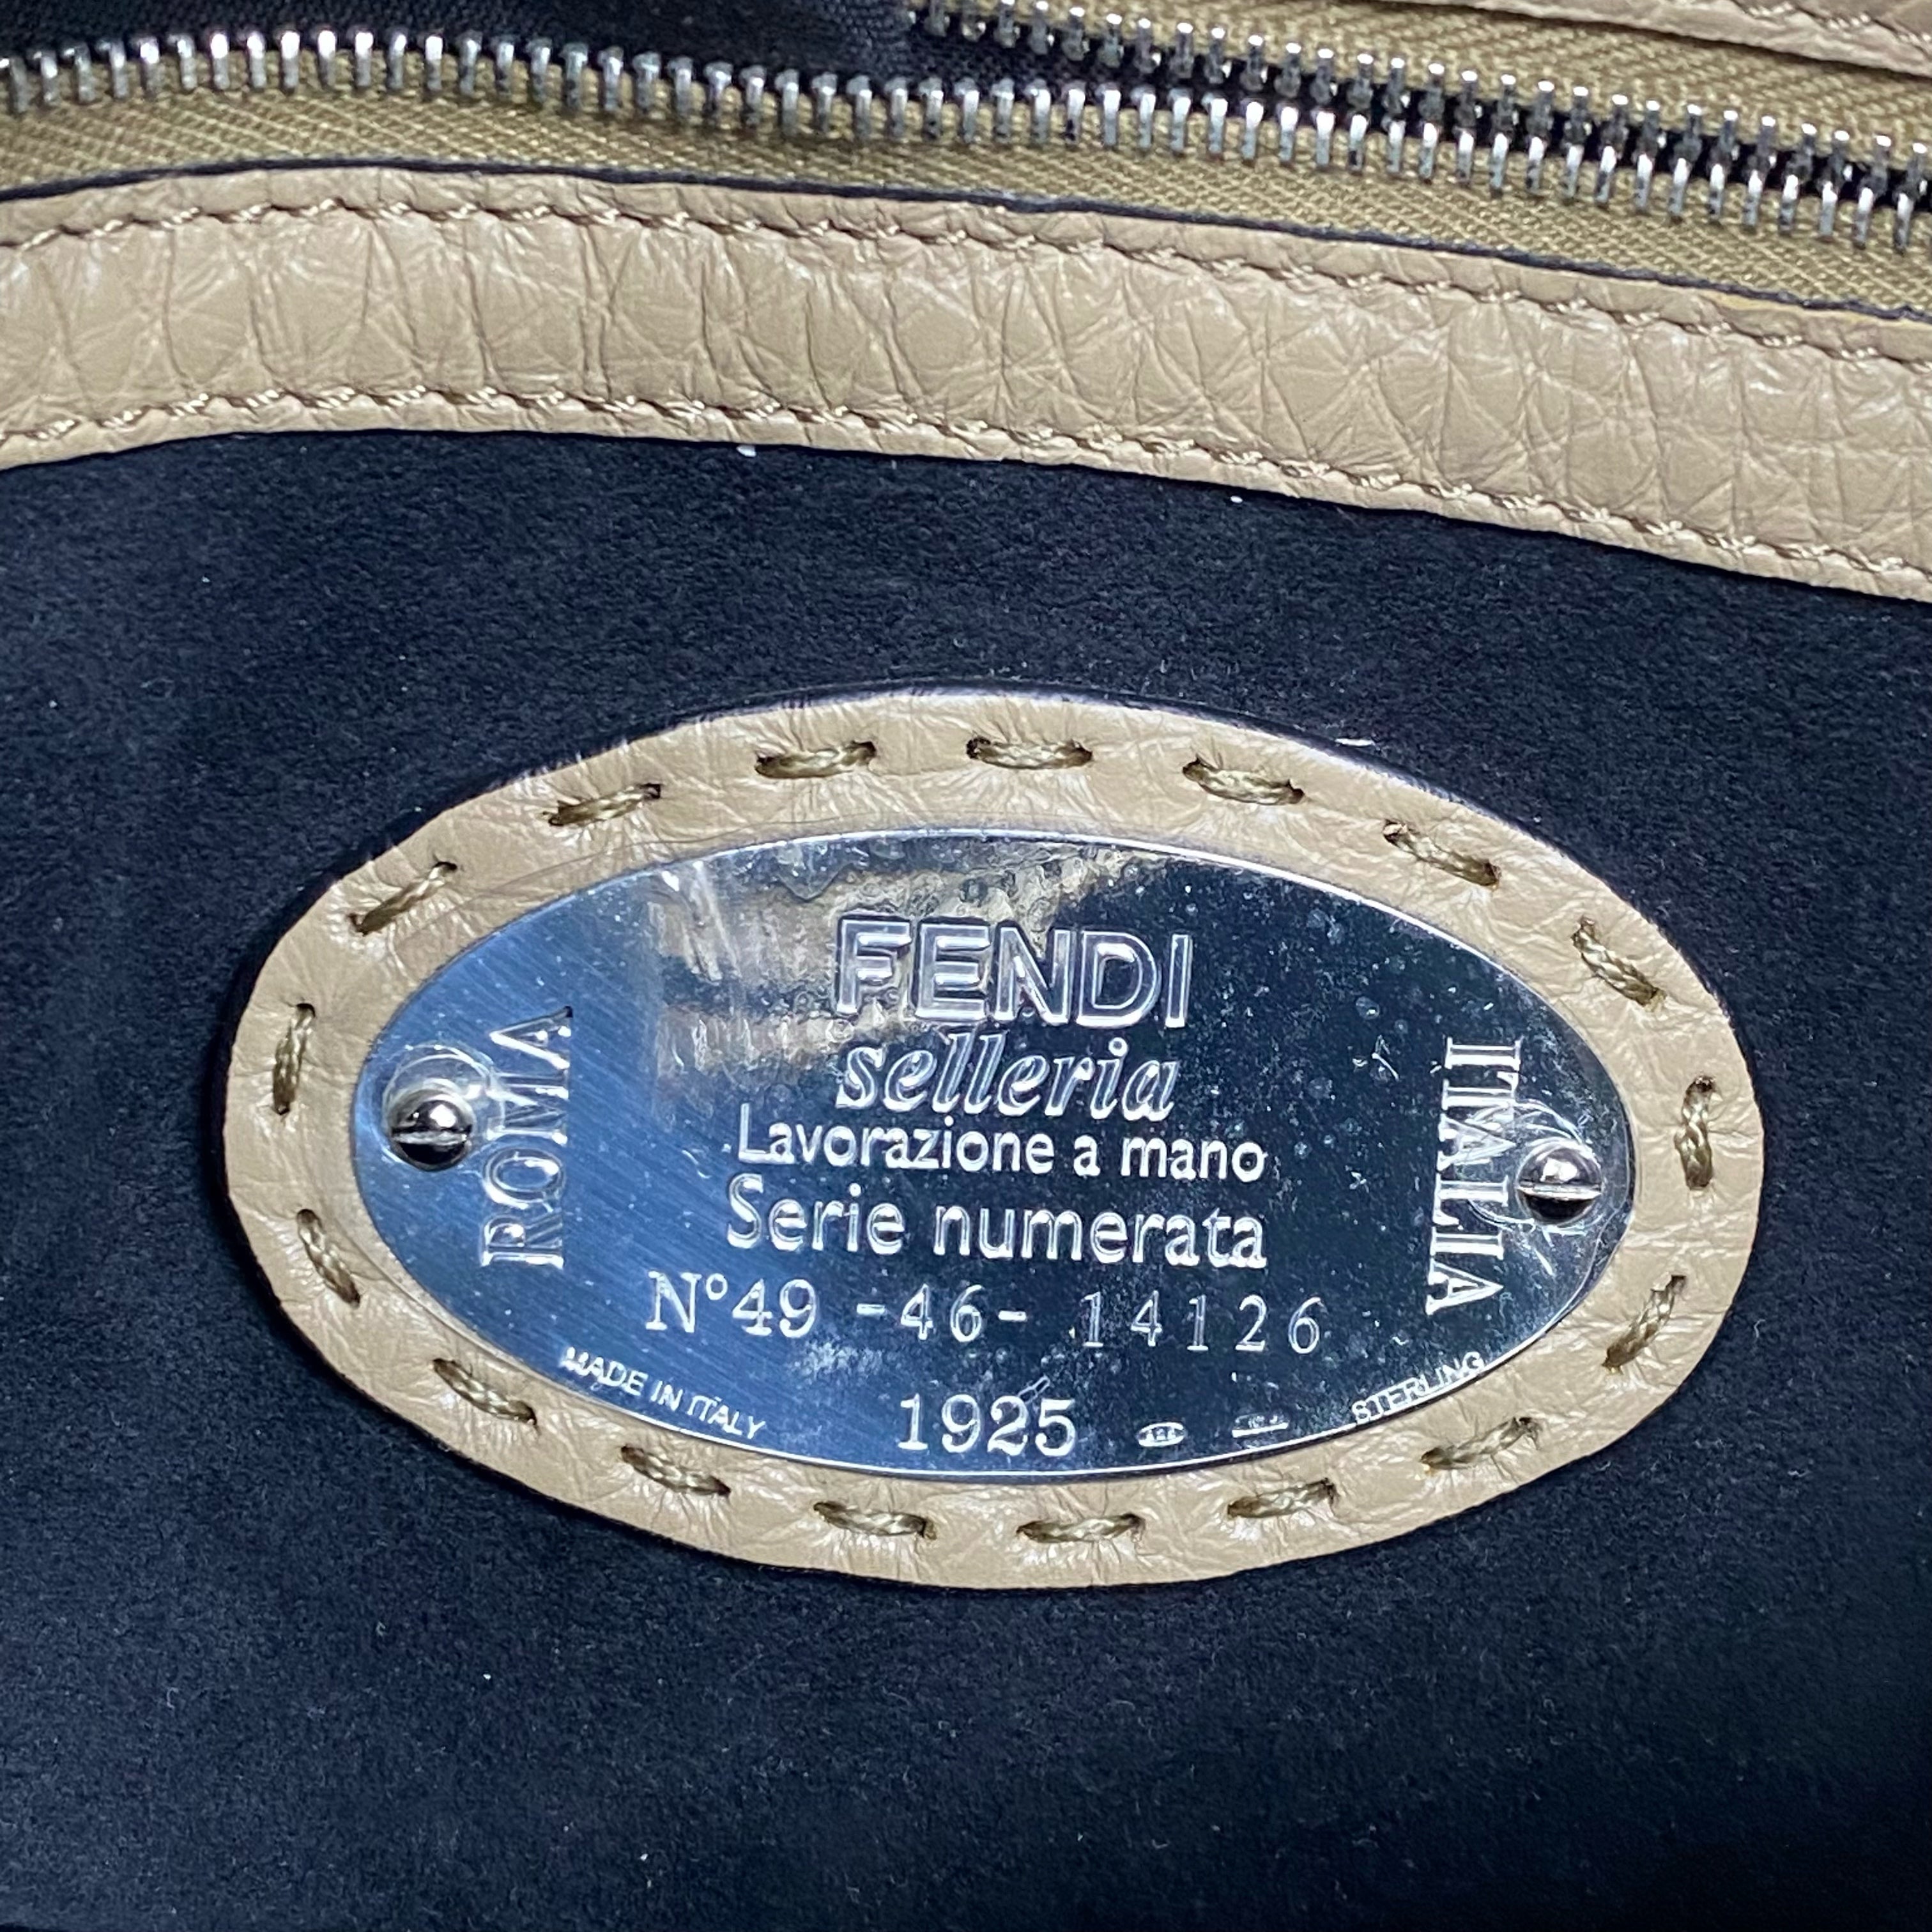 FENDI
selleria
Lavorazione a mano
Serie numerata
N°49 -46- 14126
1925
ROMA
ITALIA
MADE IN ITALY
STERLING